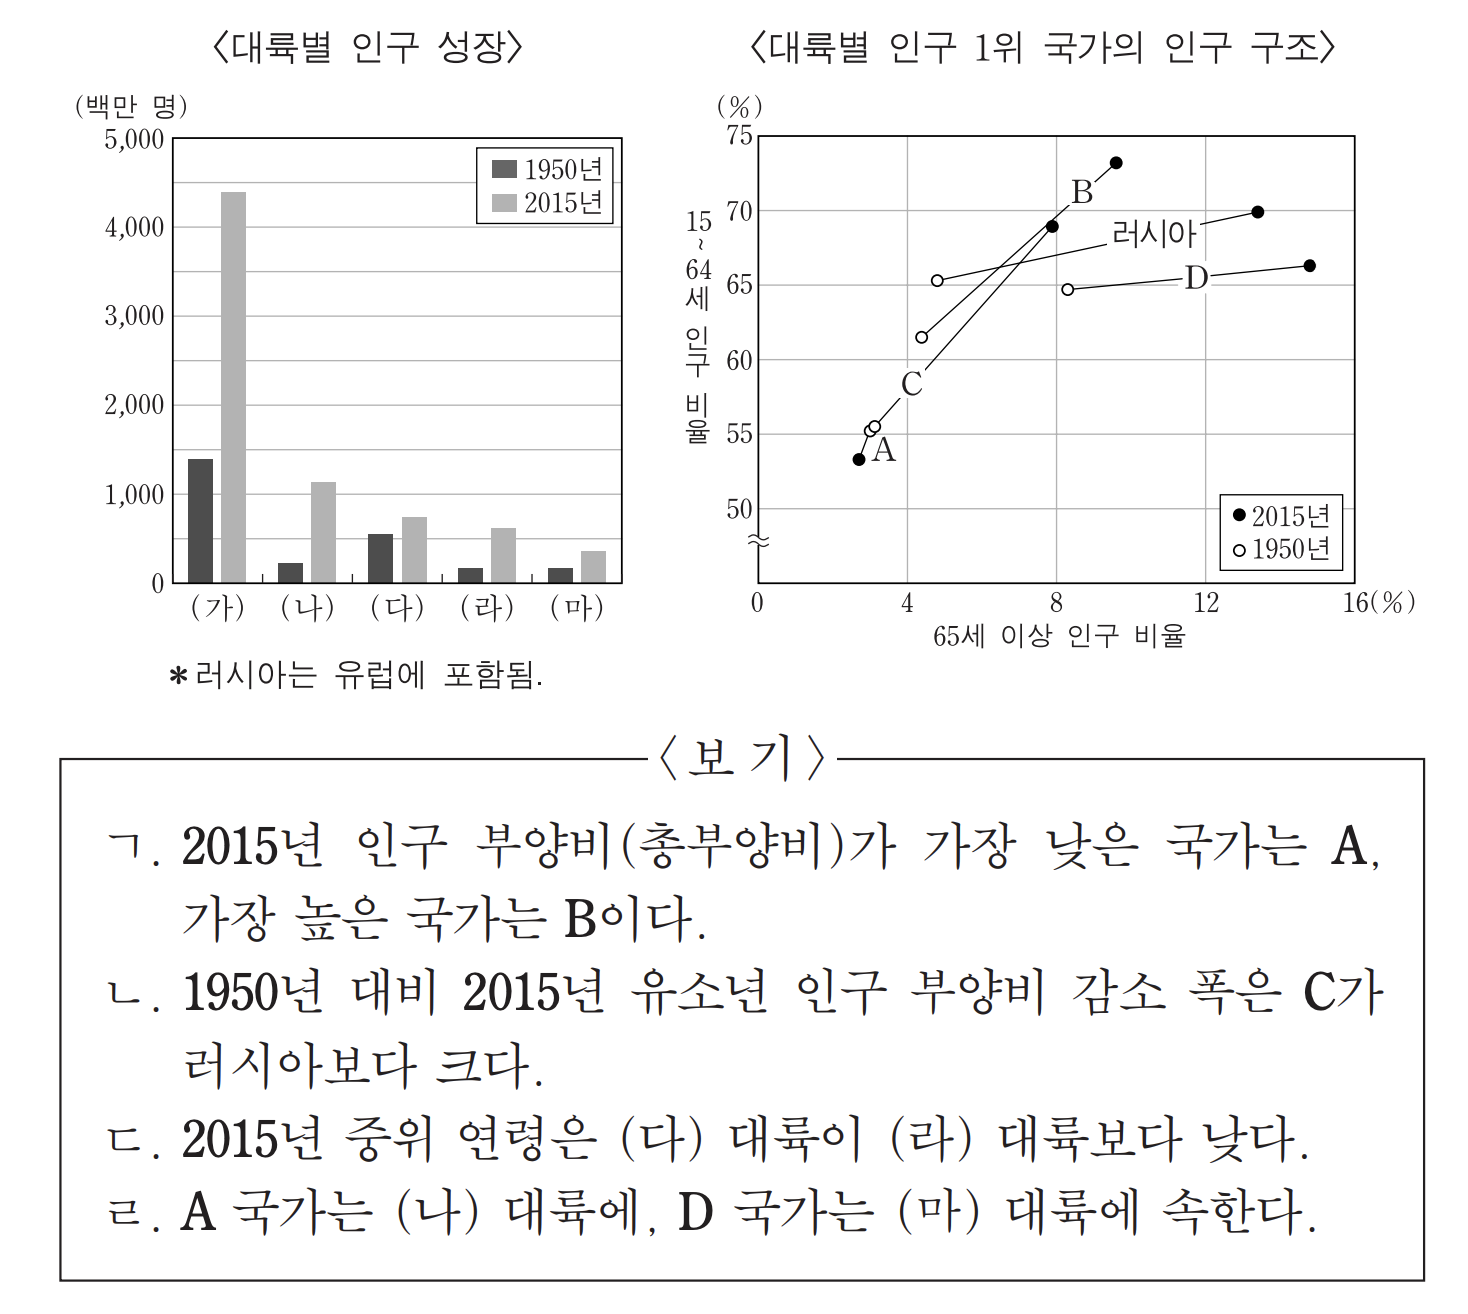 〈대륙별 인구 성장〉
(백만 명)
5,000
4,000
3,000
2,000
1,000
0
1950년
2015년
(가) (나) (다) (라) (마)
*러시아는 유럽에 포함됨.
〈대륙별 인구 1위 국가의 인구 구조〉
(%)
75
70
65
60
55
50
15~64세 인구 비율
B
러시아
D
C
A
2015년
1950년
0 4 8 12 16(%)
65세 이상 인구 비율
〈보기〉
ㄱ. 2015년 인구 부양비(총부양비)가 가장 낮은 국가는 A,
가장 높은 국가는 B이다.
ㄴ. 1950년 대비 2015년 유소년 인구 부양비 감소 폭은 C가
러시아보다 크다.
ㄷ. 2015년 중위 연령은 (다) 대륙이 (라) 대륙보다 낮다.
ㄹ. A 국가는 (나) 대륙에, D 국가는 (마) 대륙에 속한다.